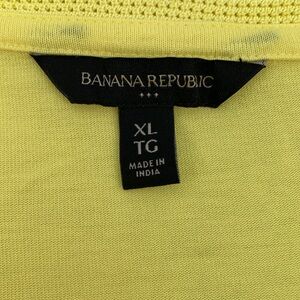 BANANA REPUBLIC
XL
TG
MADE IN
INDIA